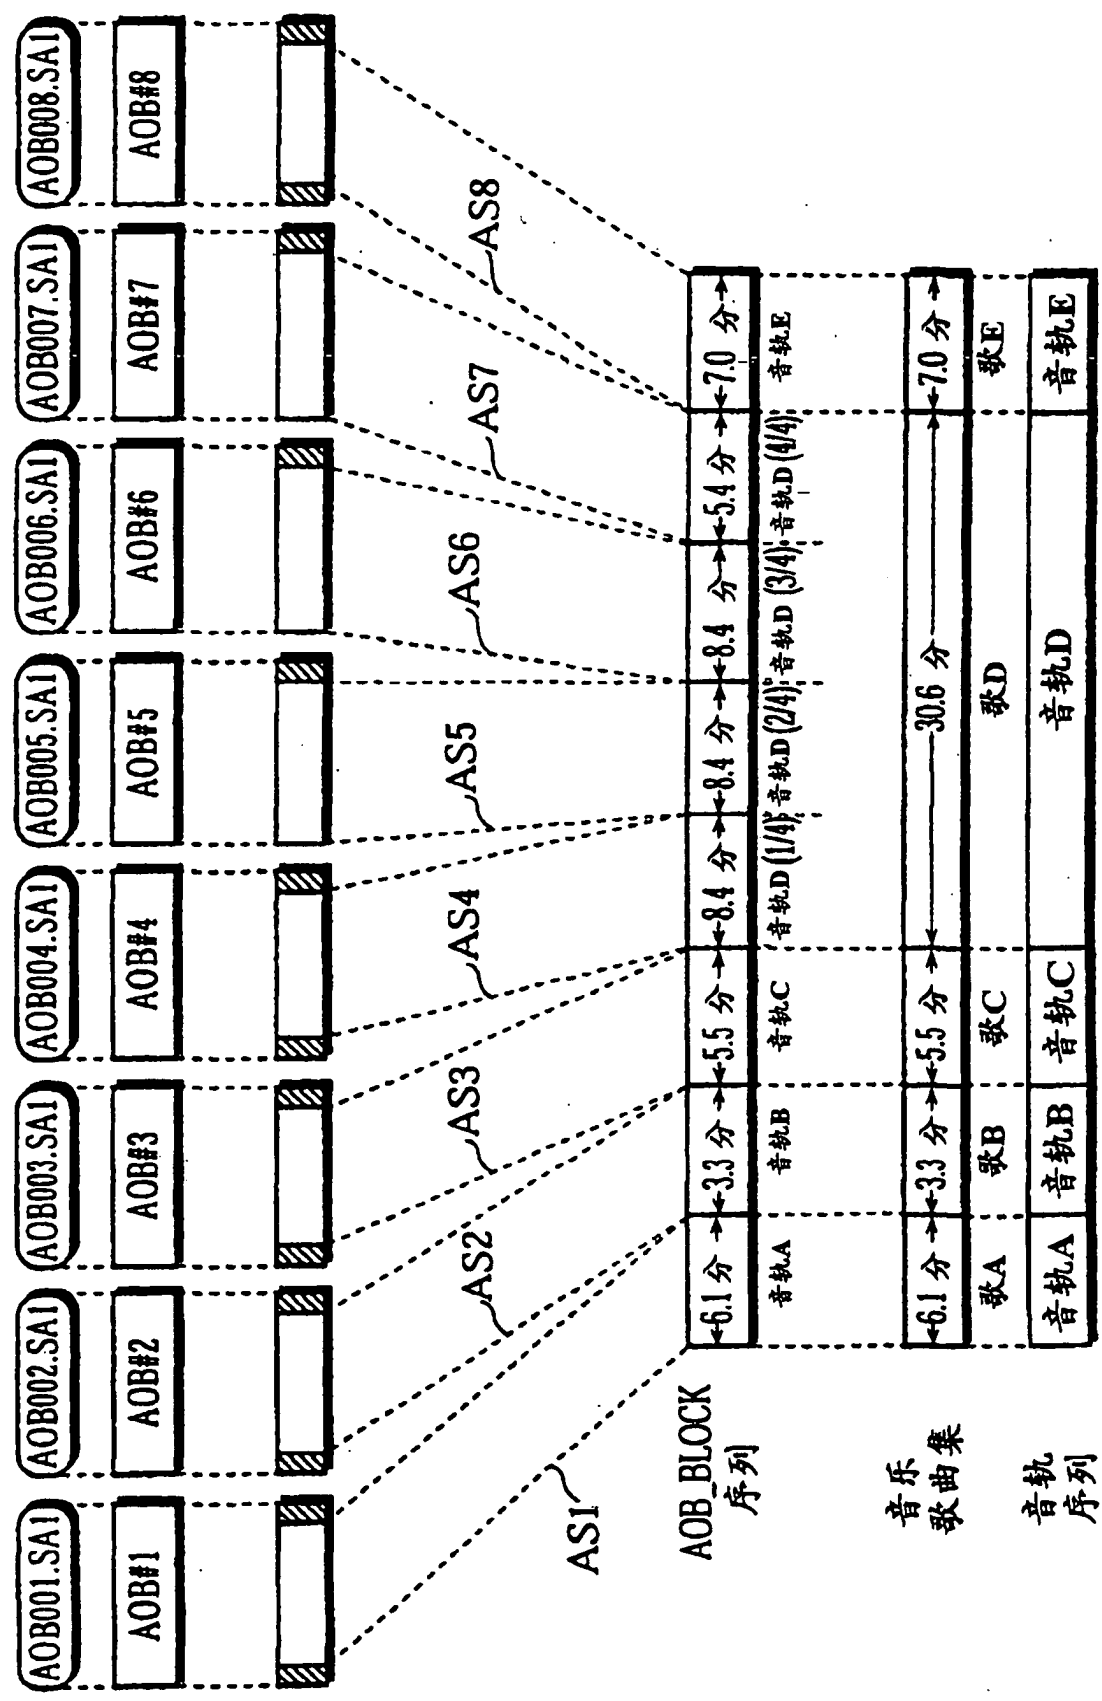 AOB001.SA1
AOB002.SA1
AOB003.SA1
AOB004.SA1
AOB005.SA1
AOB006.SA1
AOB007.SA1
AOB008.SA1
AOB#1
AOB#2
AOB#3
AOB#4
AOB#5
AOB#6
AOB#7
AOB#8
AS1
AS2
AS3
AS4
AS5
AS6
AS7
AS8
AOB_BLOCK
序列
6.1 分
3.3 分
5.5 分
8.4 分
8.4 分
8.4 分
5.4 分
7.0 分
音轨A
音轨B
音轨C
音轨D (1/4)
音轨D (2/4)
音轨D (3/4)
音轨D (4/4)
音轨E
音乐
歌曲集
6.1 分
3.3 分
5.5 分
30.6 分
7.0 分
歌A
歌B
歌C
歌D
歌E
音轨
序列
音轨A
音轨B
音轨C
音轨D
音轨E